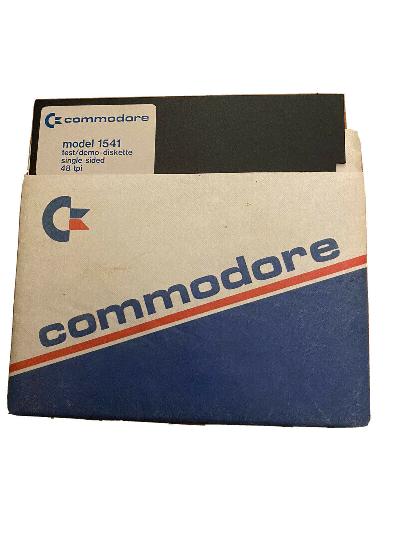 commodore
model 1541
test/demo-diskette
single sided
48 tpi
commodore